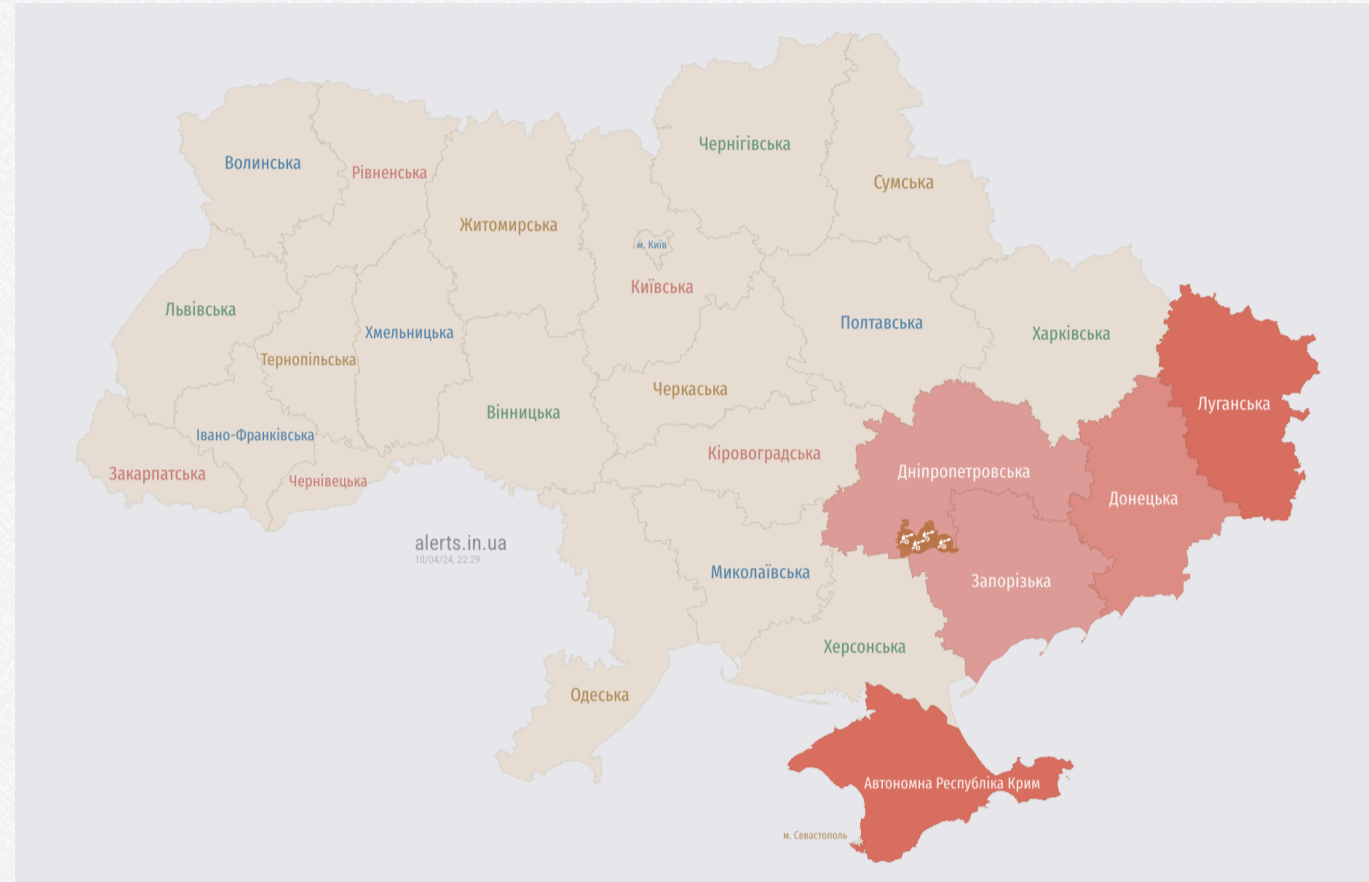 Чернігівська
Волинська
Рівненська
Сумська
Житомирська
м. Київ
Київська
Львівська
Полтавська
Хмельницька
Харківська
Тернопільська
Черкаська
Луганська
Вінницька
Івано-Франківська
Кіровоградська
Закарпатська
Дніпропетровська
Чернівецька
Донецька
alerts.in.ua
10/04/24, 22:29
Миколаївська
Запорізька
Херсонська
Одеська
Автономна Республіка Крим
м. Севастополь